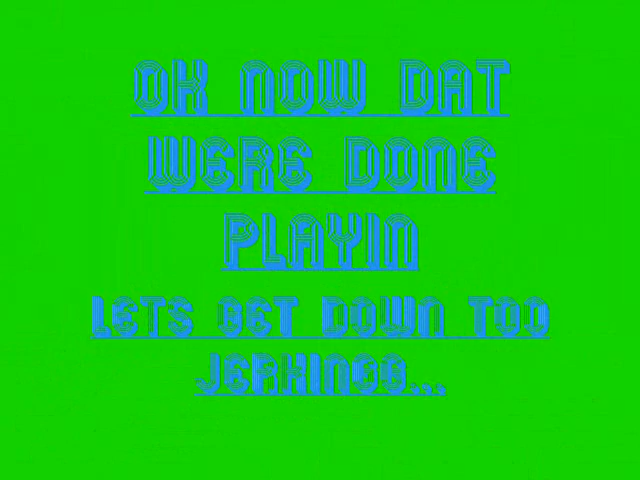 OK NOW DAT
WERE DONE
PLAYIN
LETS GET DOWN TOO
JERKINGG...